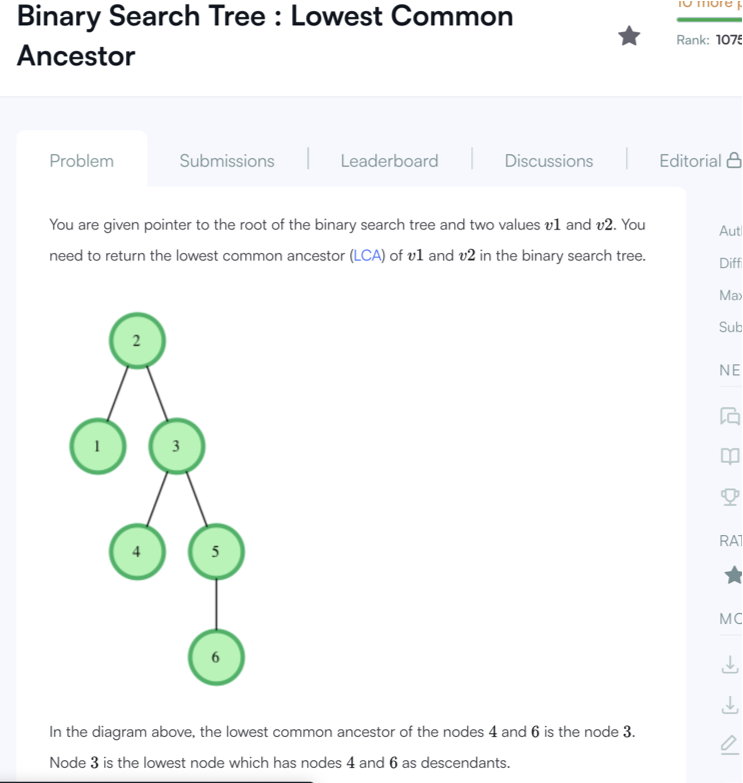 Binary Search Tree : Lowest Common
Ancestor
10 more p
Rank: 1075
Problem
Submissions
Leaderboard
Discussions
Editorial
You are given pointer to the root of the binary search tree and two values v1 and v2. You
need to return the lowest common ancestor (LCA) of v1 and v2 in the binary search tree.
2
1
3
4
5
6
In the diagram above, the lowest common ancestor of the nodes 4 and 6 is the node 3.
Node 3 is the lowest node which has nodes 4 and 6 as descendants.
Aut
Diff
Max
Sub
NE
RAT
MO